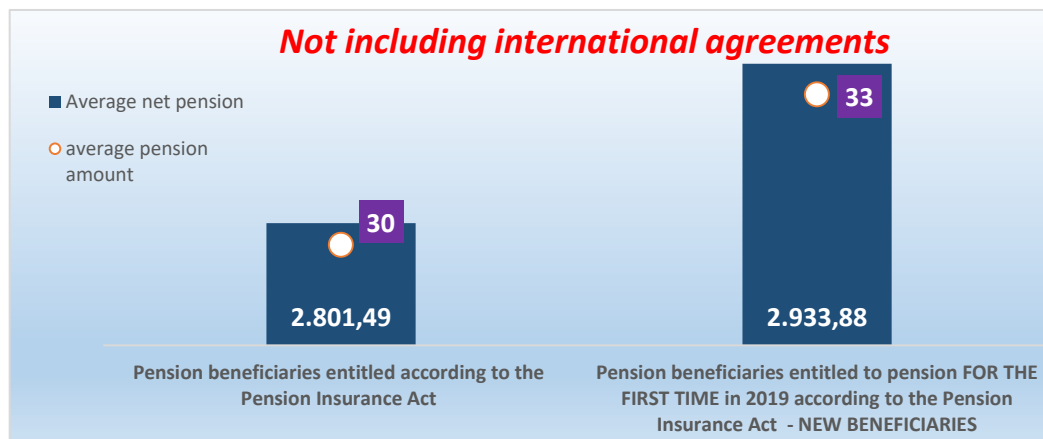 Not including international agreements
Average net pension
average pension
amount
30
33
2.801,49
2.933,88
Pension beneficiaries entitled according to the
Pension Insurance Act
Pension beneficiaries entitled to pension FOR THE
FIRST TIME in 2019 according to the Pension
Insurance Act - NEW BENEFICIARIES